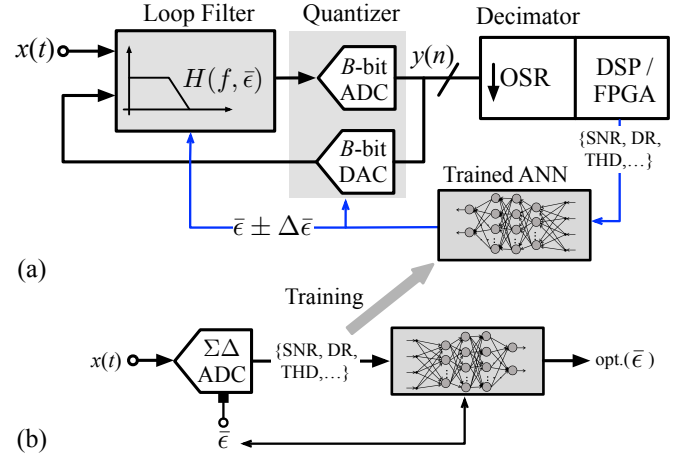 Loop Filter
Quantizer
Decimator
x(t)
H(f, ε̄)
B-bit
ADC
y(n)
OSR
DSP /
FPGA
B-bit
DAC
{SNR, DR,
THD,...}
Trained ANN
ε̄ ± Δε̄
(a)
Training
x(t)
ΣΔ
ADC
{SNR, DR,
THD,...}
opt.(ε̄)
ε̄
(b)